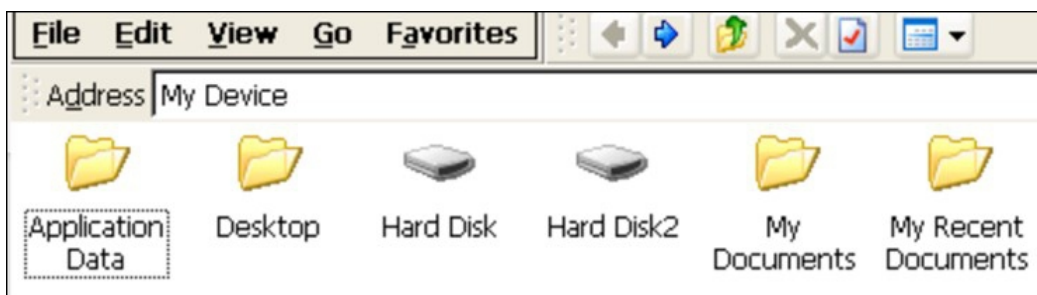 File Edit View Go Favorites
Address My Device
Application Data
Desktop
Hard Disk
Hard Disk2
My Documents
My Recent Documents